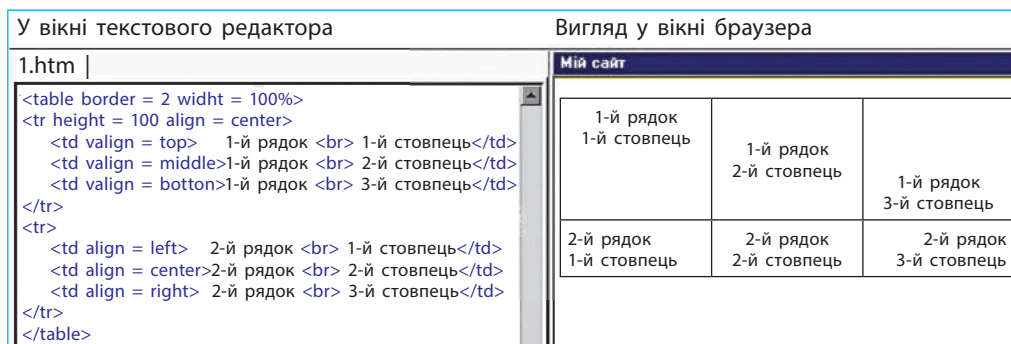 У вікні текстового редактора
1.htm |
<table border = 2 widht = 100%>
<tr height = 100 align = center>
<td valign = top> 1-й рядок <br> 1-й стовпець</td>
<td valign = middle>1-й рядок <br> 2-й стовпець</td>
<td valign = botton>1-й рядок <br> 3-й стовпець</td>
</tr>
<tr>
<td align = left> 2-й рядок <br> 1-й стовпець</td>
<td align = center>2-й рядок <br> 2-й стовпець</td>
<td align = right> 2-й рядок <br> 3-й стовпець</td>
</tr>
</table>
Вигляд у вікні браузера
Мій сайт
1-й рядок
1-й стовпець
1-й рядок
2-й стовпець
1-й рядок
3-й стовпець
2-й рядок
1-й стовпець
2-й рядок
2-й стовпець
2-й рядок
3-й стовпець